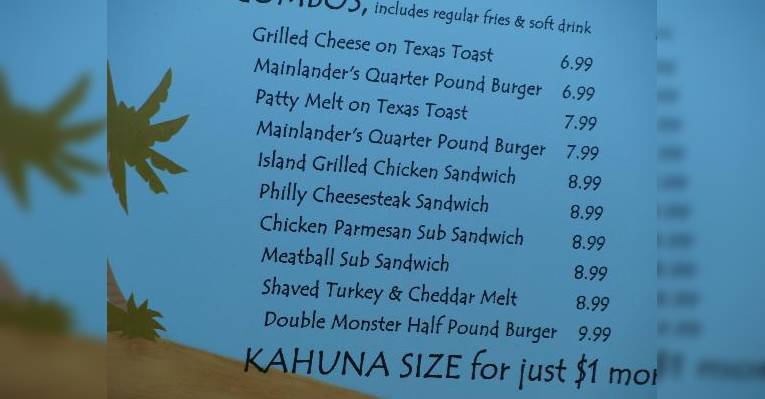 COMBOS, includes regular fries & soft drink
Grilled Cheese on Texas Toast 6.99
Mainlander's Quarter Pound Burger 6.99
Patty Melt on Texas Toast 7.99
Mainlander's Quarter Pound Burger 7.99
Island Grilled Chicken Sandwich 8.99
Philly Cheesesteak Sandwich 8.99
Chicken Parmesan Sub Sandwich 8.99
Meatball Sub Sandwich 8.99
Shaved Turkey & Cheddar Melt 8.99
Double Monster Half Pound Burger 9.99
KAHUNA SIZE for just $1 mor